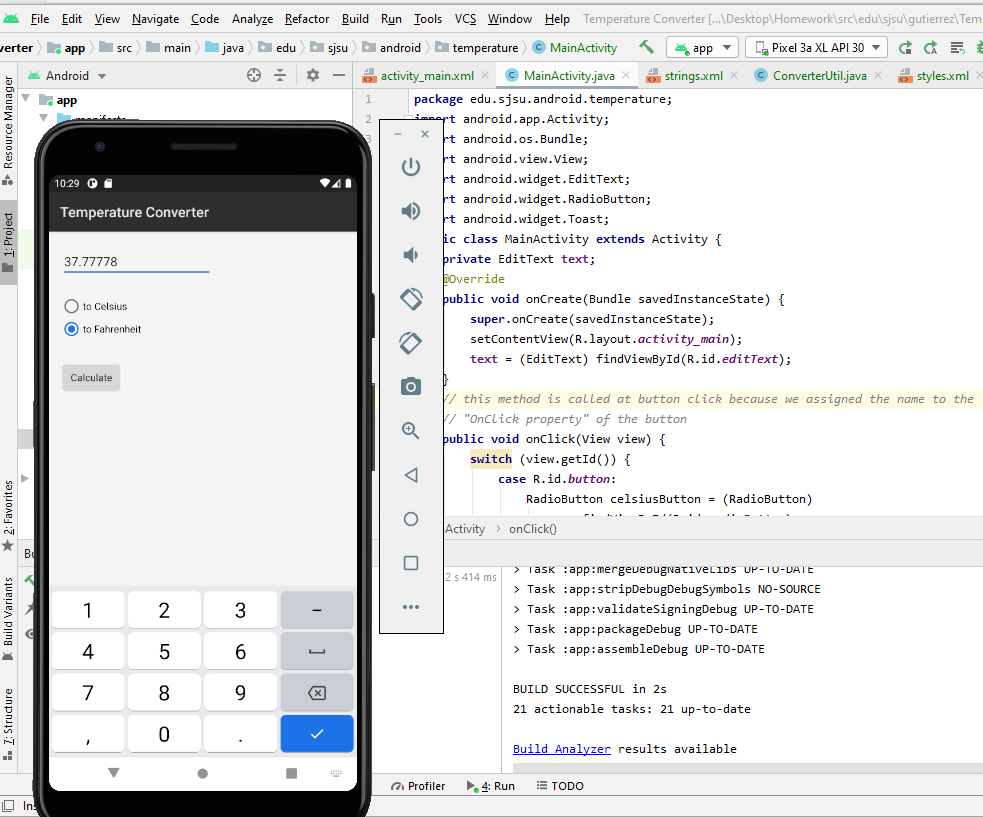 File Edit View Navigate Code Analyze Refactor Build Run Tools VCS Window Help Temperature Converter [...\Desktop\Homework\src\edu\sjsu\gutierrez\Tem
verter app src main java edu sjsu android temperature MainActivity app Pixel 3a XL API 30
Android activity_main.xml MainActivity.java strings.xml ConverterUtil.java styles.xml
Resource Manager
1: Project
2: Favorites
Build Variants
7: Structure
app
manifests
10:29
Temperature Converter
37.77778
to Celsius
to Fahrenheit
Calculate
1 2 3 –
4 5 6
7 8 9
, 0 .
1 package edu.sjsu.android.temperature;
2 import android.app.Activity;
3 rt android.os.Bundle;
rt android.view.View;
rt android.widget.EditText;
rt android.widget.RadioButton;
rt android.widget.Toast;
ic class MainActivity extends Activity {
private EditText text;
@Override
public void onCreate(Bundle savedInstanceState) {
super.onCreate(savedInstanceState);
setContentView(R.layout.activity_main);
text = (EditText) findViewById(R.id.editText);
}
// this method is called at button click because we assigned the name to the
// "OnClick property" of the button
public void onClick(View view) {
switch (view.getId()) {
case R.id.button:
RadioButton celsiusButton = (RadioButton)
Activity onClick()
Bu
2 s 414 ms
> Task :app:mergeDebugNativeLibs UP-TO-DATE
> Task :app:stripDebugDebugSymbols NO-SOURCE
> Task :app:validateSigningDebug UP-TO-DATE
> Task :app:packageDebug UP-TO-DATE
> Task :app:assembleDebug UP-TO-DATE
BUILD SUCCESSFUL in 2s
21 actionable tasks: 21 up-to-date
Build Analyzer results available
Profiler 4: Run TODO
Ins